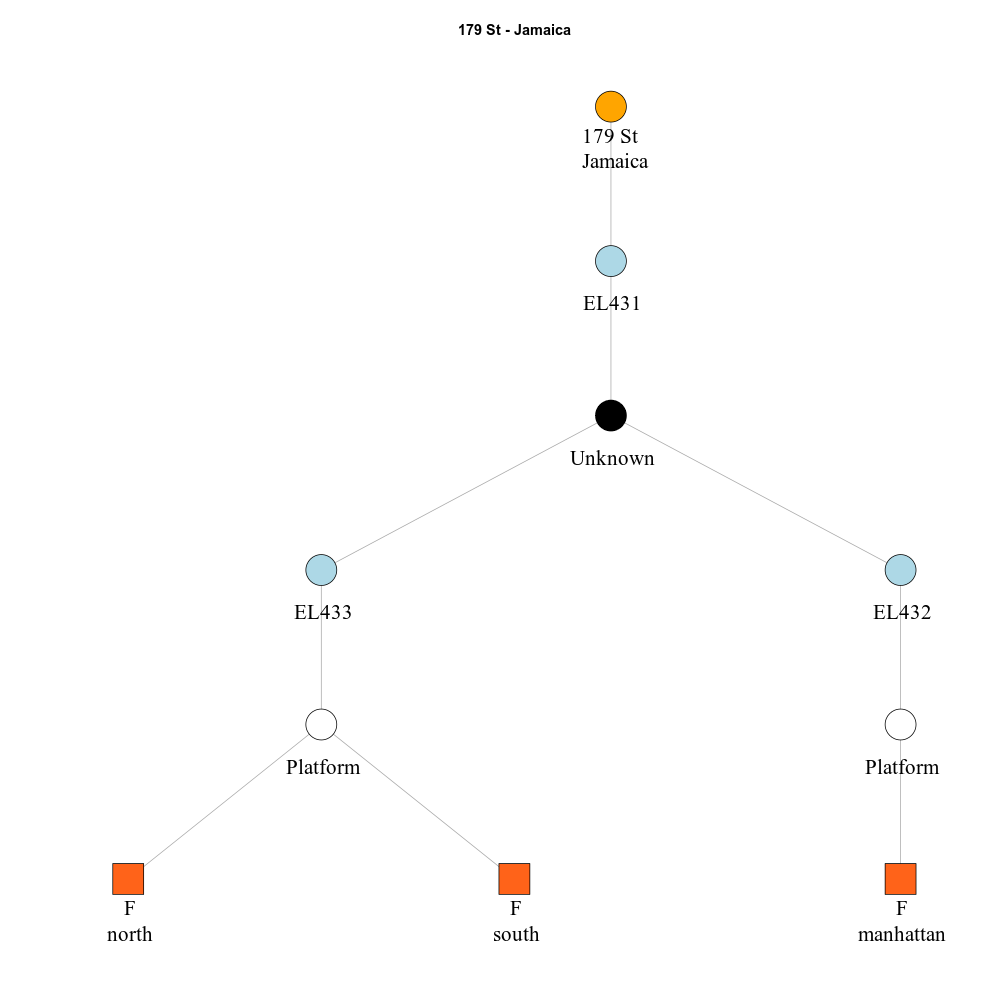 179 St - Jamaica
179 St
Jamaica
EL431
Unknown
EL433
EL432
Platform
Platform
F
north
F
south
F
manhattan